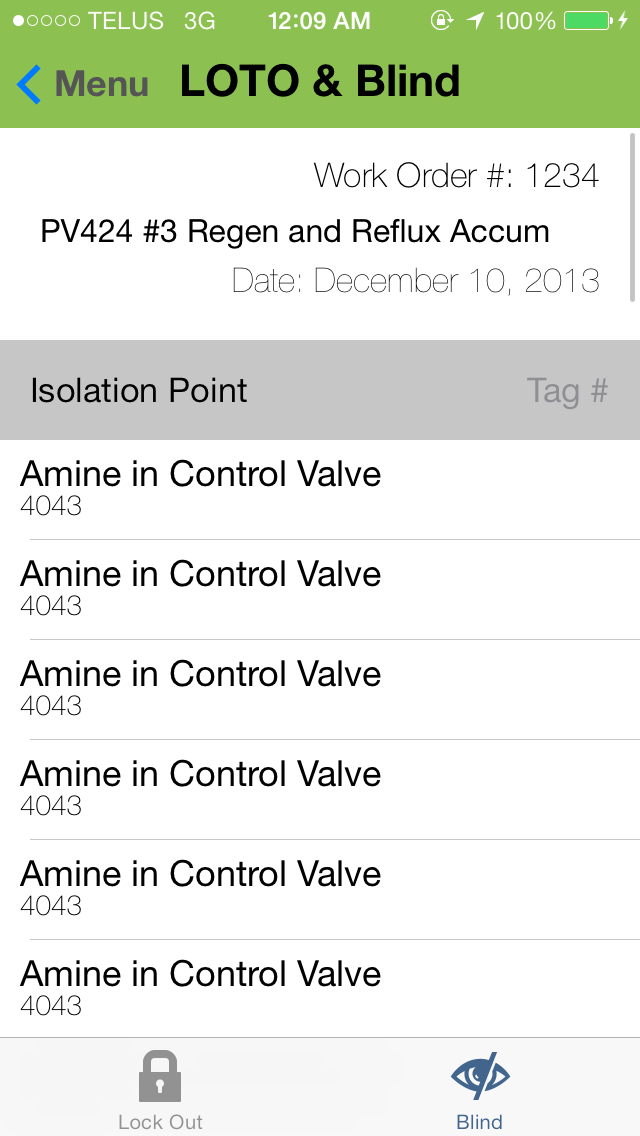 TELUS 3G 12:09 AM 100%
Menu LOTO & Blind
Work Order #: 1234
PV424 #3 Regen and Reflux Accum
Date: December 10, 2013
Isolation Point Tag #
Amine in Control Valve
4043
Amine in Control Valve
4043
Amine in Control Valve
4043
Amine in Control Valve
4043
Amine in Control Valve
4043
Amine in Control Valve
4043
Lock Out Blind